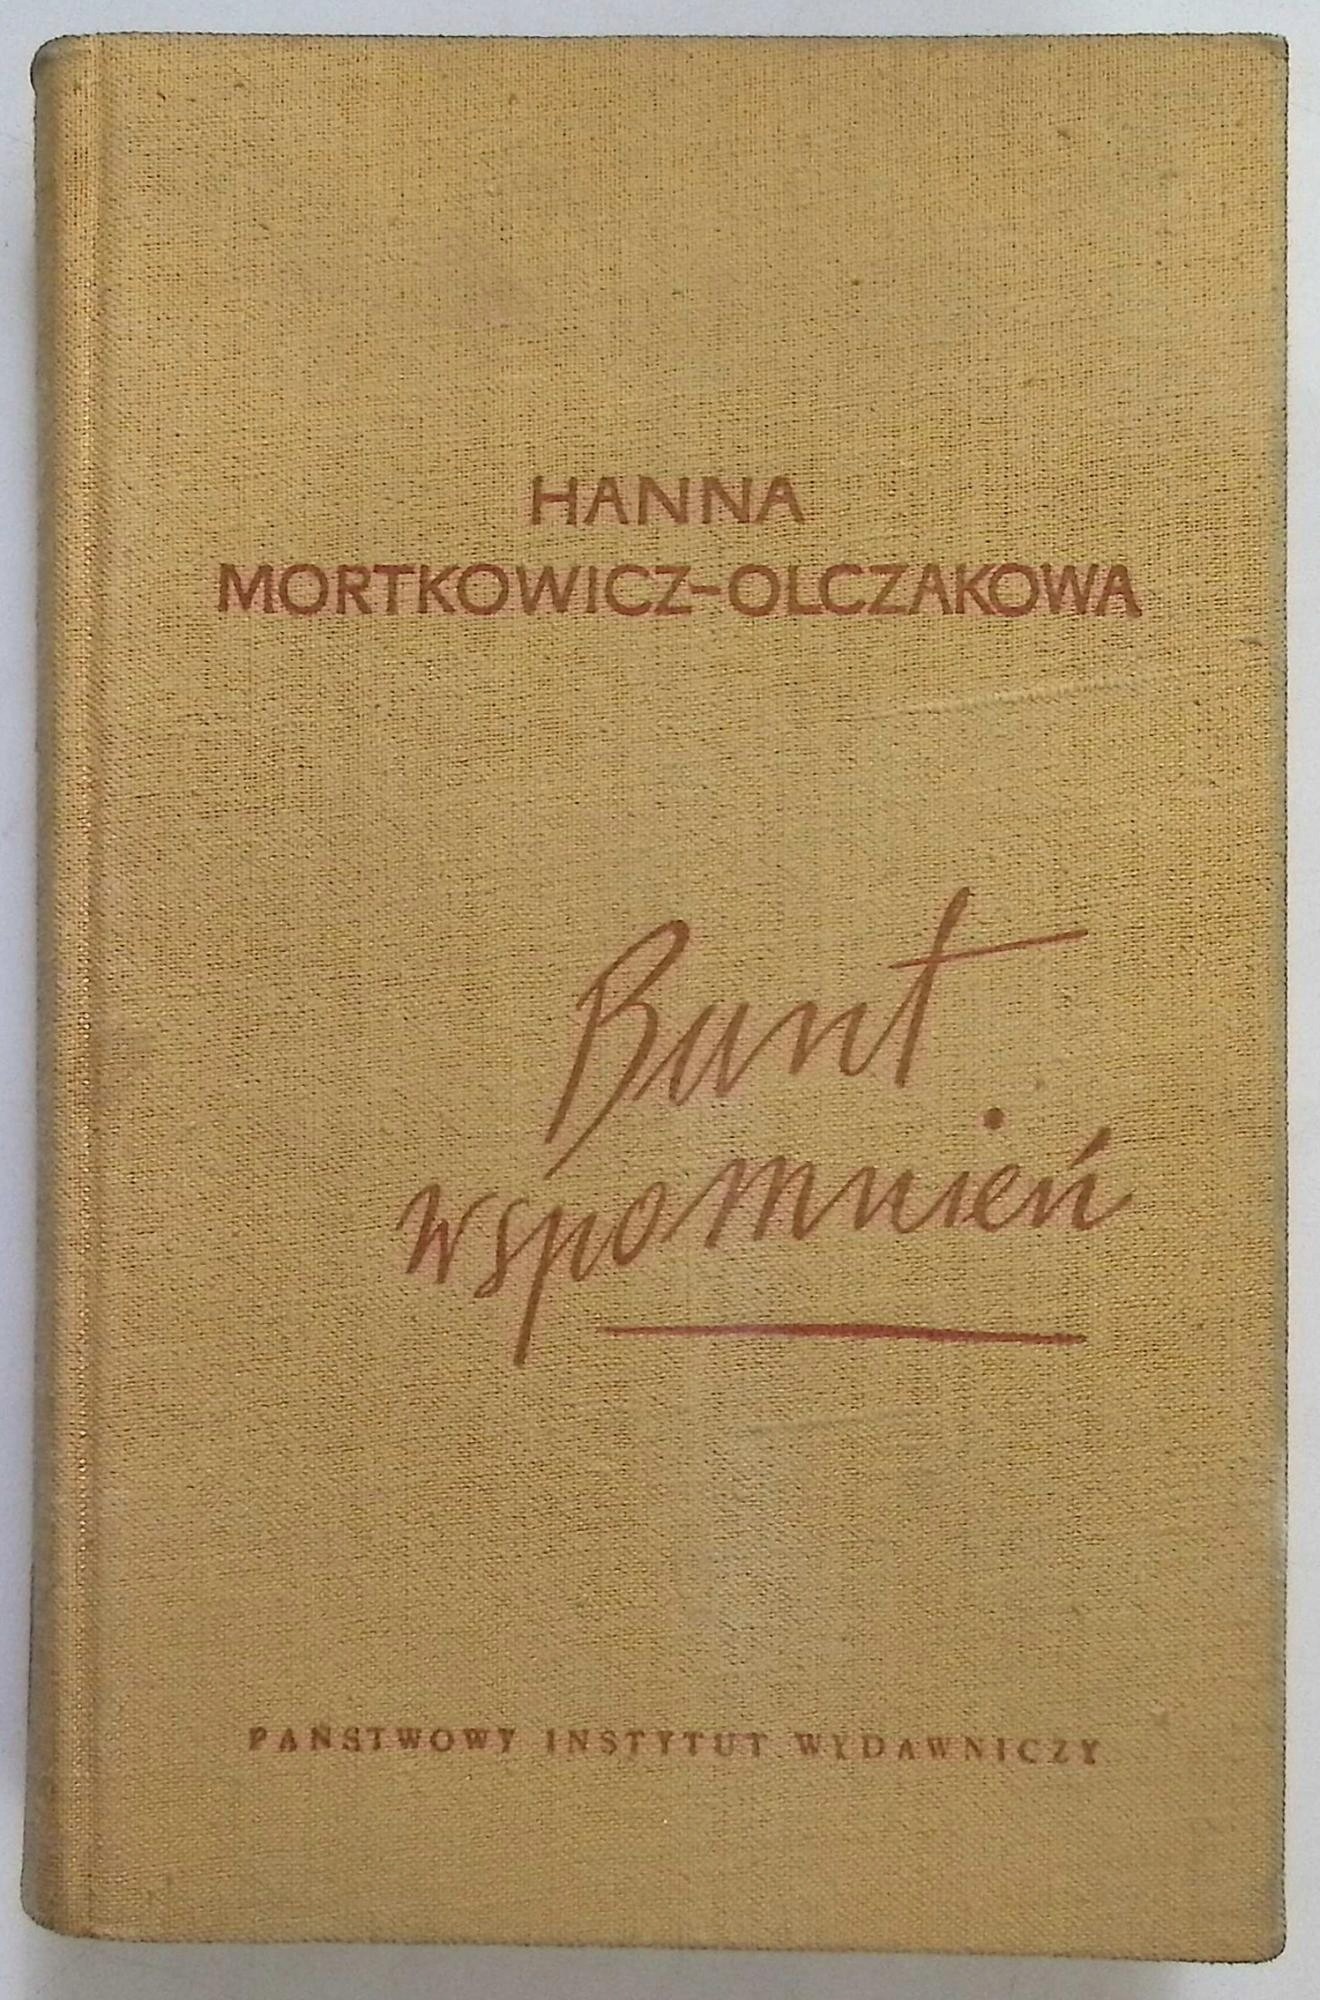 HANNA
MORTKOWICZ-OLCZAKOWA
Bunt
wspomnień
PAŃSTWOWY INSTYTUT WYDAWNICZY